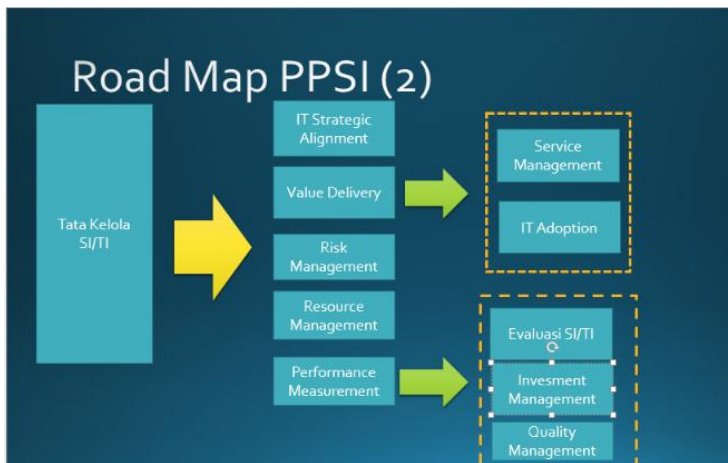 Road Map PPSI (2)
Tata Kelola
SI/TI
IT Strategic
Alignment
Value Delivery
Risk
Management
Resource
Management
Performance
Measurement
Service
Management
IT Adoption
Evaluasi SI/TI
Invesment
Management
Quality
Management